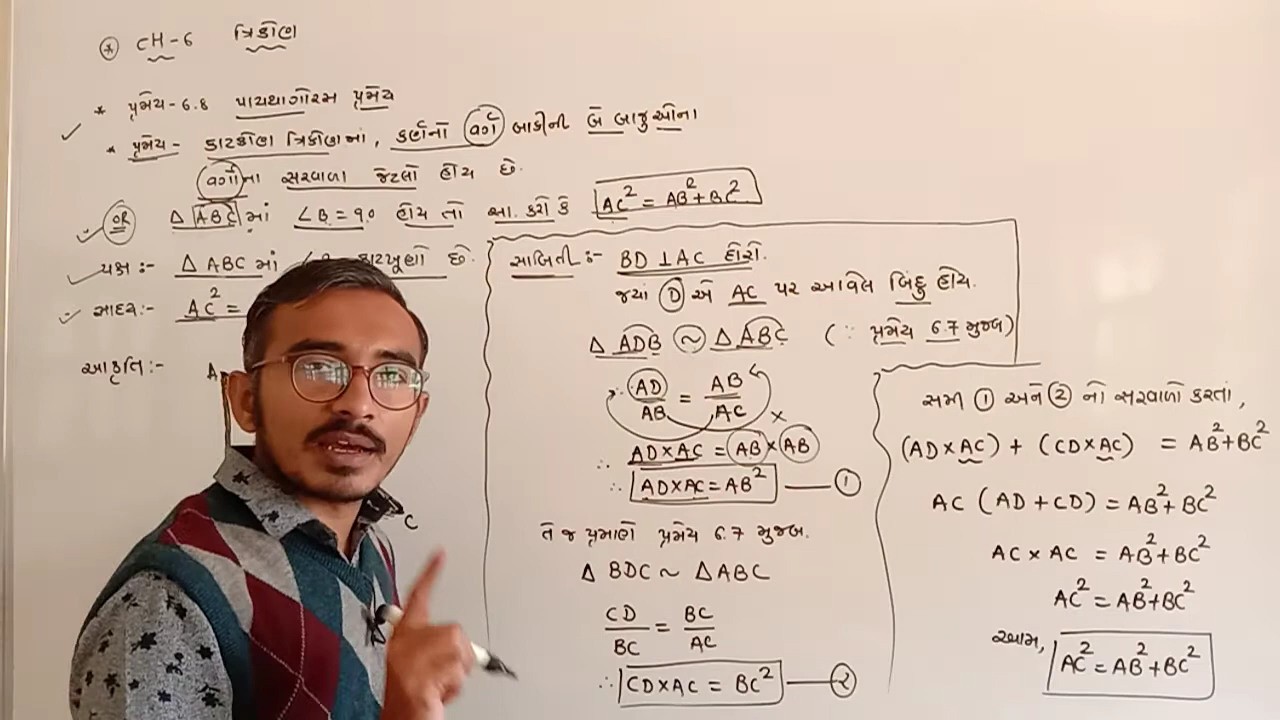 * CH-6 ત્રિકોણ
* પ્રમેય-6.8 પાયથાગોરસ પ્રમેય
* પ્રમેય- કાટકોણ ત્રિકોણમાં, કર્ણનો વર્ગ બાકીની બે બાજુઓના
વર્ગોના સરવાળા જેટલો હોય છે.
OR Δ ABC માં ∠B = ९० હોય તો સા. કરો કે AC² = AB² + BC²
પક્ષ :- Δ ABC માં કાટખૂણો છે.
સાધ્ય :- AC² =
આકૃતિ :- A
C
સાબિતી :- BD ⊥ AC દોરો.
જ્યાં D એ AC પર આવેલ બિંદુ હોય.
Δ ADB ~ Δ ABC (∵ પ્રમેય 6.7 મુજબ)
∴ AD/AB = AB/AC
∴ AD×AC = AB × AB
∴ AD×AC = AB² —— ①
તે જ પ્રમાણે પ્રમેય 6.7 મુજબ.
Δ BDC ~ Δ ABC
CD/BC = BC/AC
∴ CD×AC = BC² —— ૨
સમી ① અને ② નો સરવાળો કરતાં,
(AD×AC) + (CD×AC) = AB² + BC²
AC (AD + CD) = AB² + BC²
AC × AC = AB² + BC²
AC² = AB² + BC²
આમ, AC² = AB² + BC²